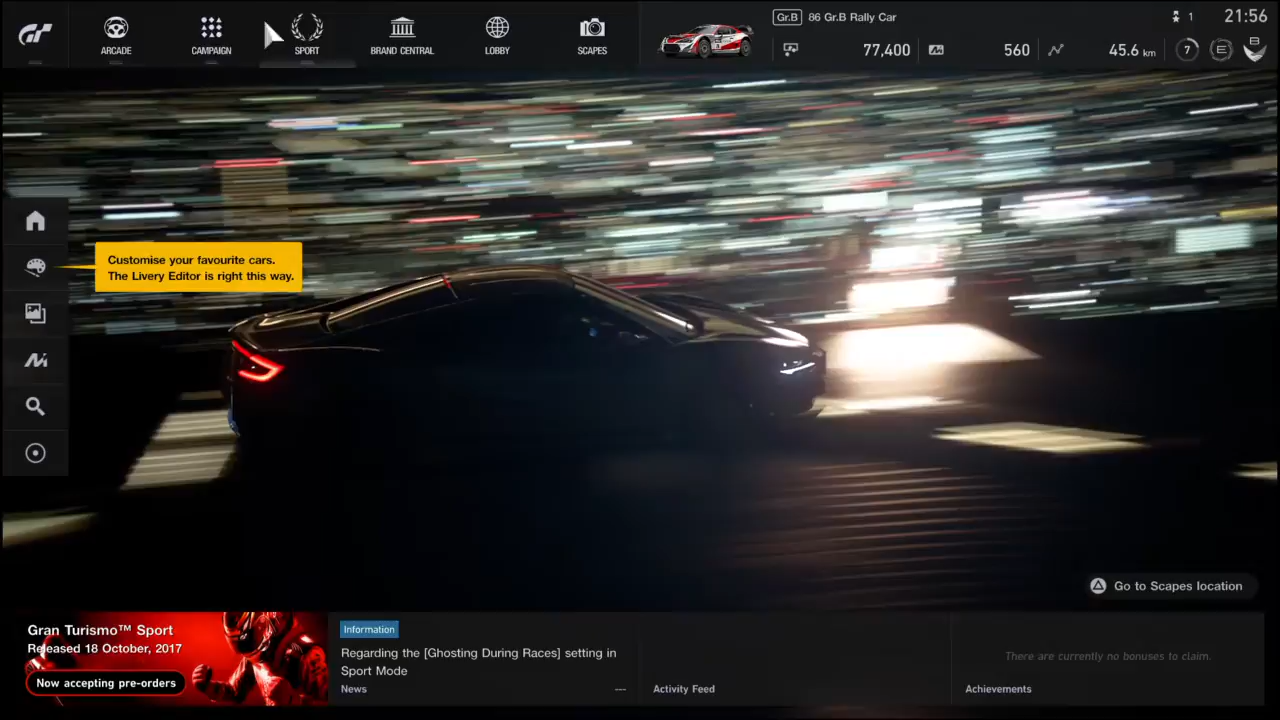 ARCADE
CAMPAIGN
SPORT
BRAND CENTRAL
LOBBY
SCAPES
Gr.B 86 Gr.B Rally Car
1
21:56
77,400
560
45.6 km
7
E
B
Customise your favourite cars.
The Livery Editor is right this way.
Go to Scapes location
Gran Turismo™ Sport
Released 18 October, 2017
Now accepting pre-orders
Information
Regarding the [Ghosting During Races] setting in
Sport Mode
News ---
Activity Feed
There are currently no bonuses to claim.
Achievements